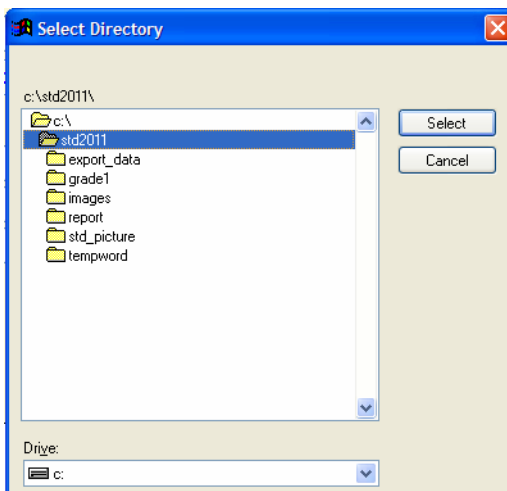 Select Directory
c:\std2011\
c:\
Select
std2011
export_data
Cancel
grade1
images
report
std_picture
tempword
Drive:
c: